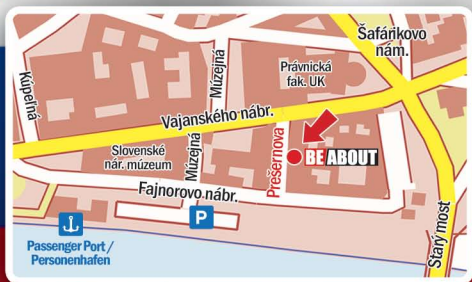 Šafárikovo
nám.
Kúpeľná
Múzejná
Právnická
fak. UK
Vajanského nábr.
BE ABOUT
Prešernova
Slovenské
nár. múzeum
Múzejná
Fajnorovo nábr.
P
Starý most
Passenger Port /
Personenhafen